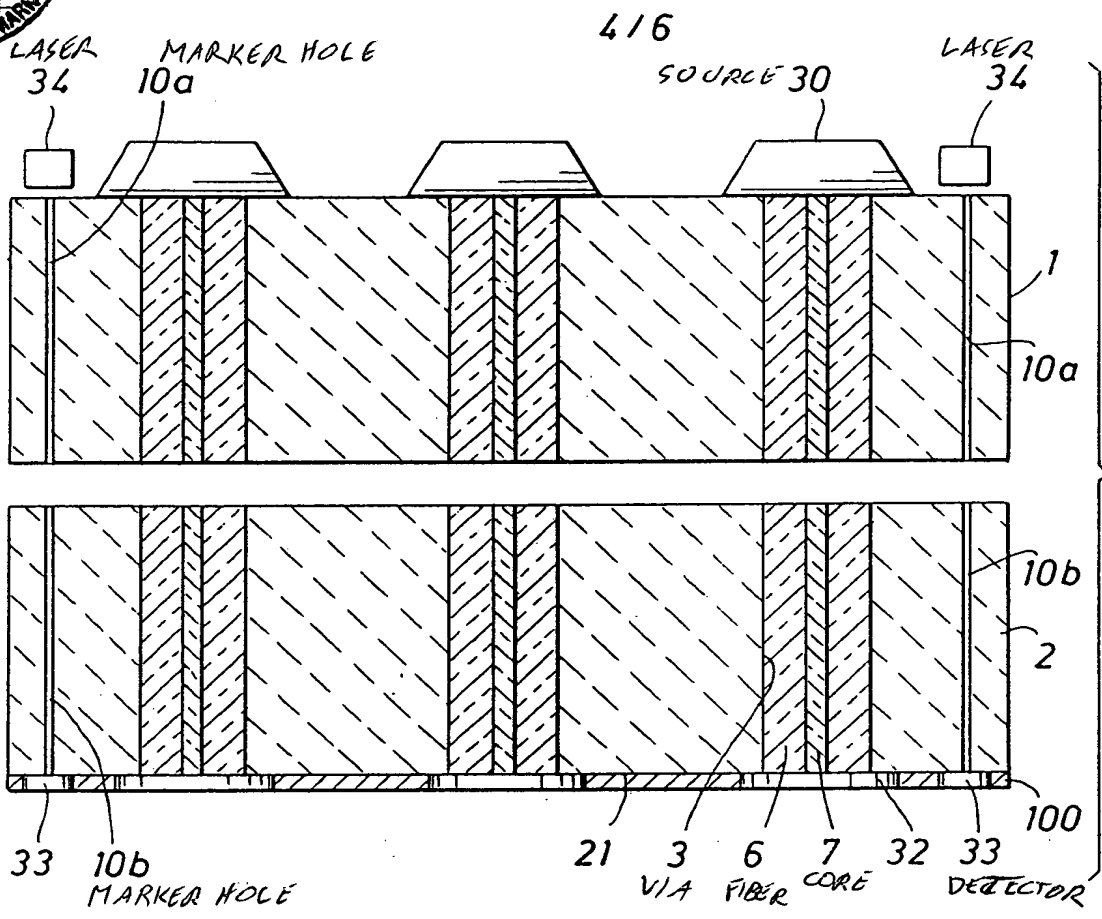 MARK
4/6
LASER
34
MARKER HOLE
10a
SOURCE 30
LASER
34
1
10a
10b
2
100
33
10b
MARKER HOLE
21
3
VIA
6
FIBER
7
CORE
32
33
DETECTOR